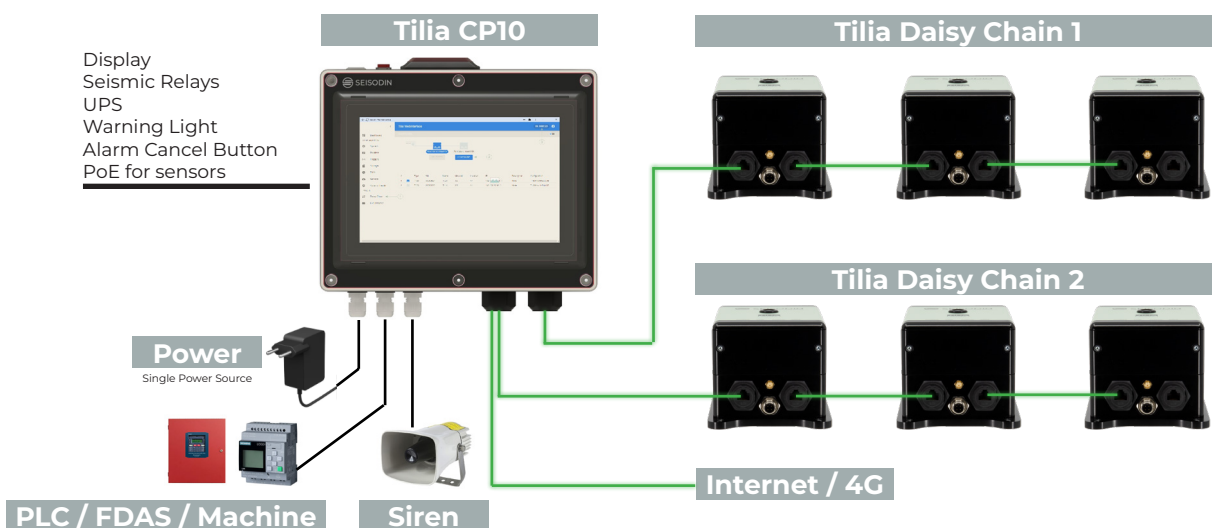 Tilia CP10
Tilia Daisy Chain 1
Display
Seismic Relays
UPS
Warning Light
Alarm Cancel Button
PoE for sensors
SEISODIN
Tilia Daisy Chain 2
Power
Single Power Source
Internet / 4G
PLC / FDAS / Machine
Siren